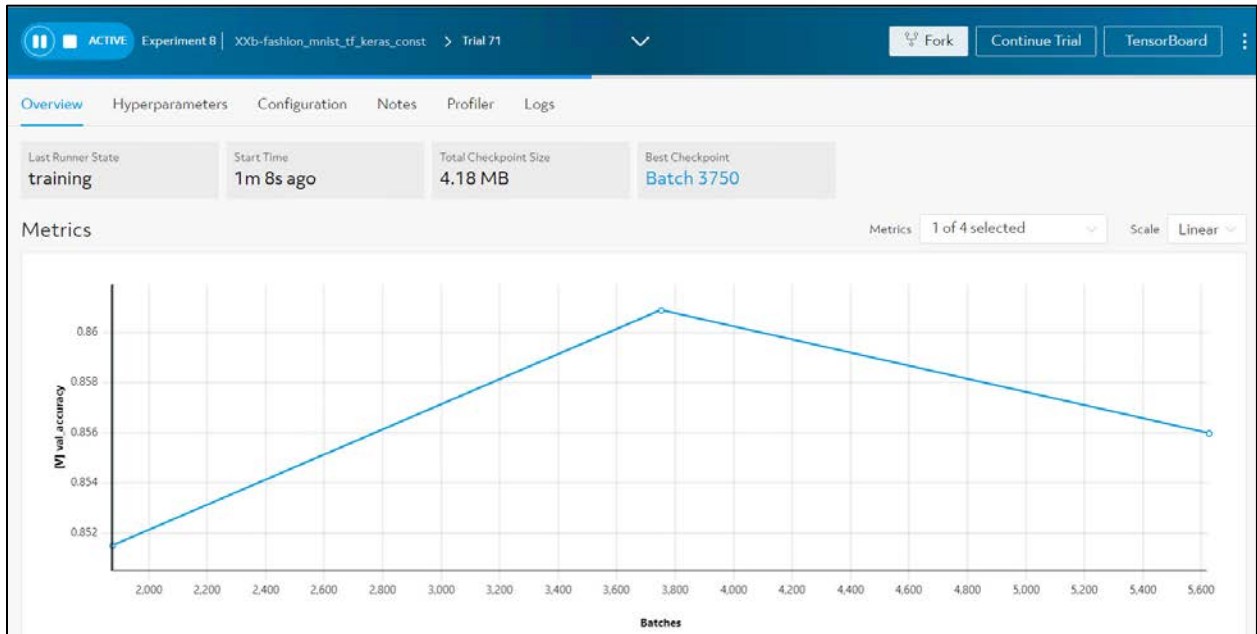 ACTIVE Experiment 8 XXb-fashion_mnist_tf_keras_const > Trial 71 Fork Continue Trial TensorBoard
Overview Hyperparameters Configuration Notes Profiler Logs
Last Runner State
training
Start Time
1m 8s ago
Total Checkpoint Size
4.18 MB
Best Checkpoint
Batch 3750
Metrics
Metrics 1 of 4 selected Scale Linear
[V] val_accuracy
0.86
0.858
0.856
0.854
0.852
2,000 2,200 2,400 2,600 2,800 3,000 3,200 3,400 3,600 3,800 4,000 4,200 4,400 4,600 4,800 5,000 5,200 5,400 5,600
Batches